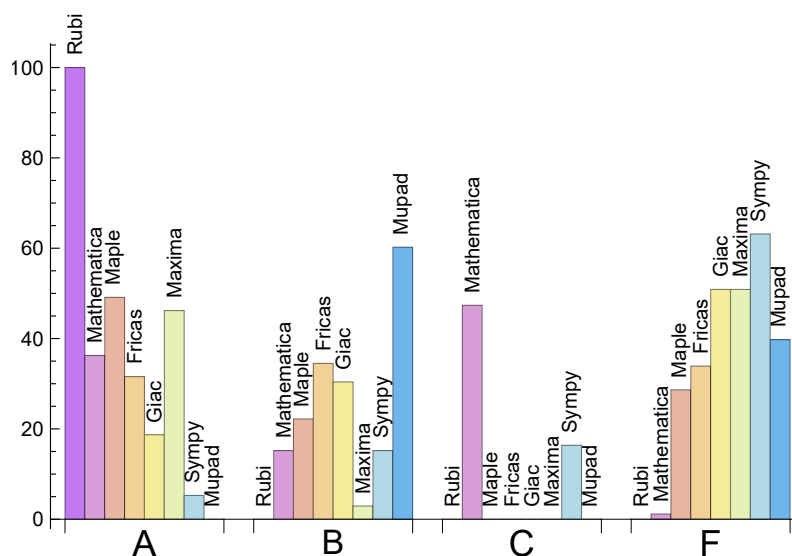 100
80
60
40
20
0
Rubi
Mathematica
Maple
Fricas
Giac
Maxima
Sympy
Mupad
Rubi
Mathematica
Maple
Fricas
Giac
Maxima
Sympy
Mupad
Rubi
Mathematica
Maple
Fricas
Giac
Maxima
Sympy
Mupad
Rubi
Mathematica
Maple
Fricas
Giac
Maxima
Sympy
Mupad
A B C F